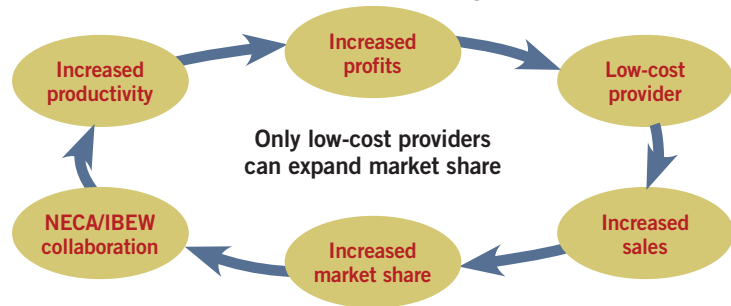 Increased
profits
Increased
productivity
Low-cost
provider
Only low-cost providers
can expand market share
NECA/IBEW
collaboration
Increased
market share
Increased
sales